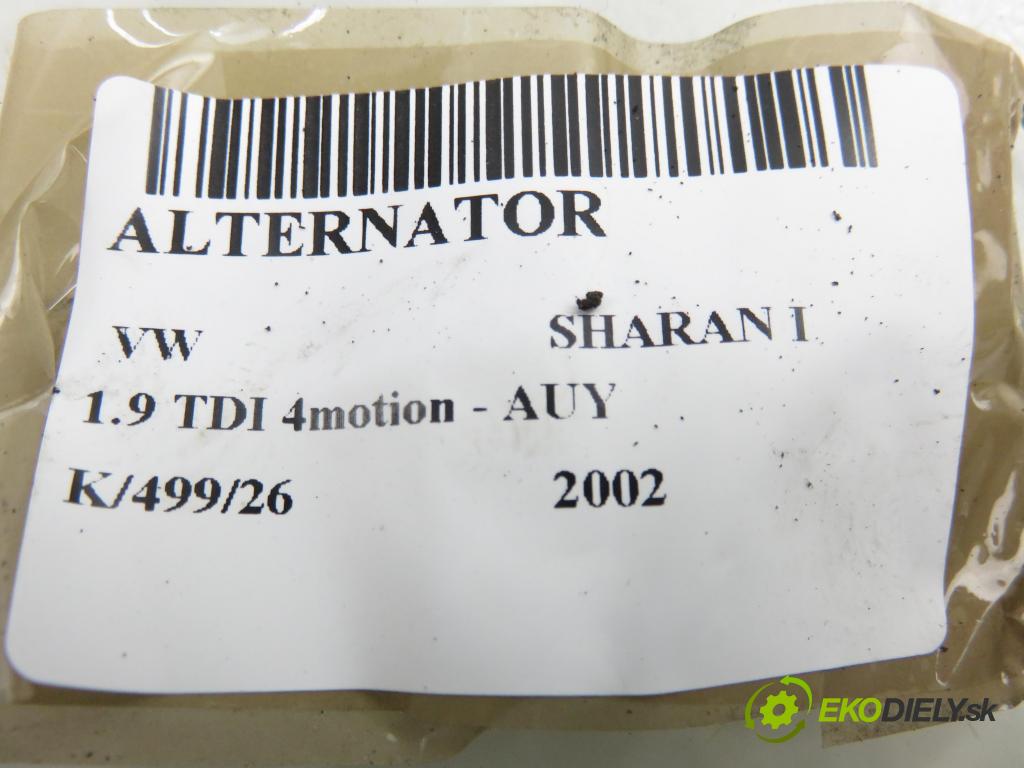 ALTERNATOR
VW SHARAN I
1.9 TDI 4motion - AUY
K/499/26 2002
EKODIELY.sk